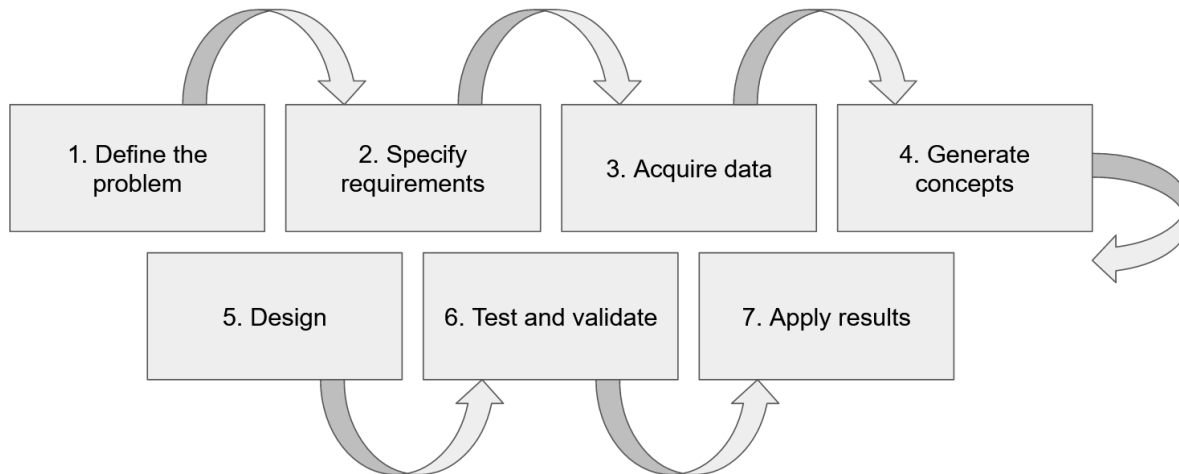 1. Define the
problem
2. Specify
requirements
3. Acquire data
4. Generate
concepts
5. Design
6. Test and validate
7. Apply results